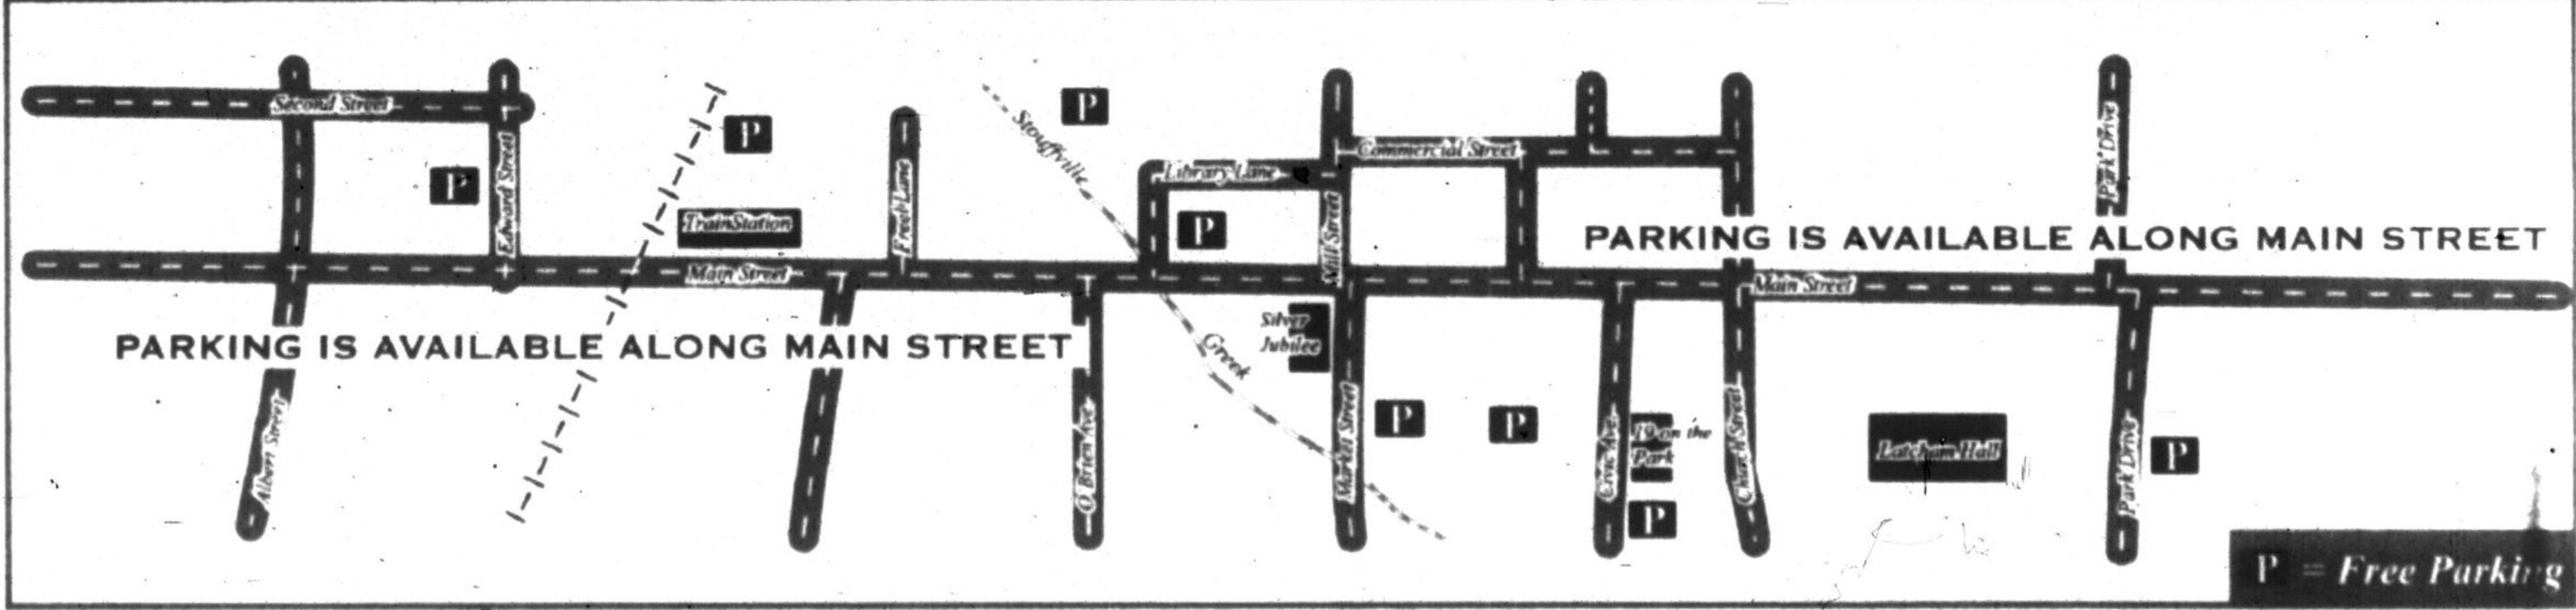 Second Street
P
Edward Street
P
Train Station
Freel Lane
P
Stouffville
Library Lane
P
Mill Street
Commercial Street
Park Drive
PARKING IS AVAILABLE ALONG MAIN STREET
Main Street
Main Street
PARKING IS AVAILABLE ALONG MAIN STREET
Albert Street
O'Brien Ave.
Creek
Silver
Jubilee
Market Street
P
P
Civic Ave.
19 on the
Park
P
Church Street
Latcham Hall
Park Drive
P
P = Free Parking